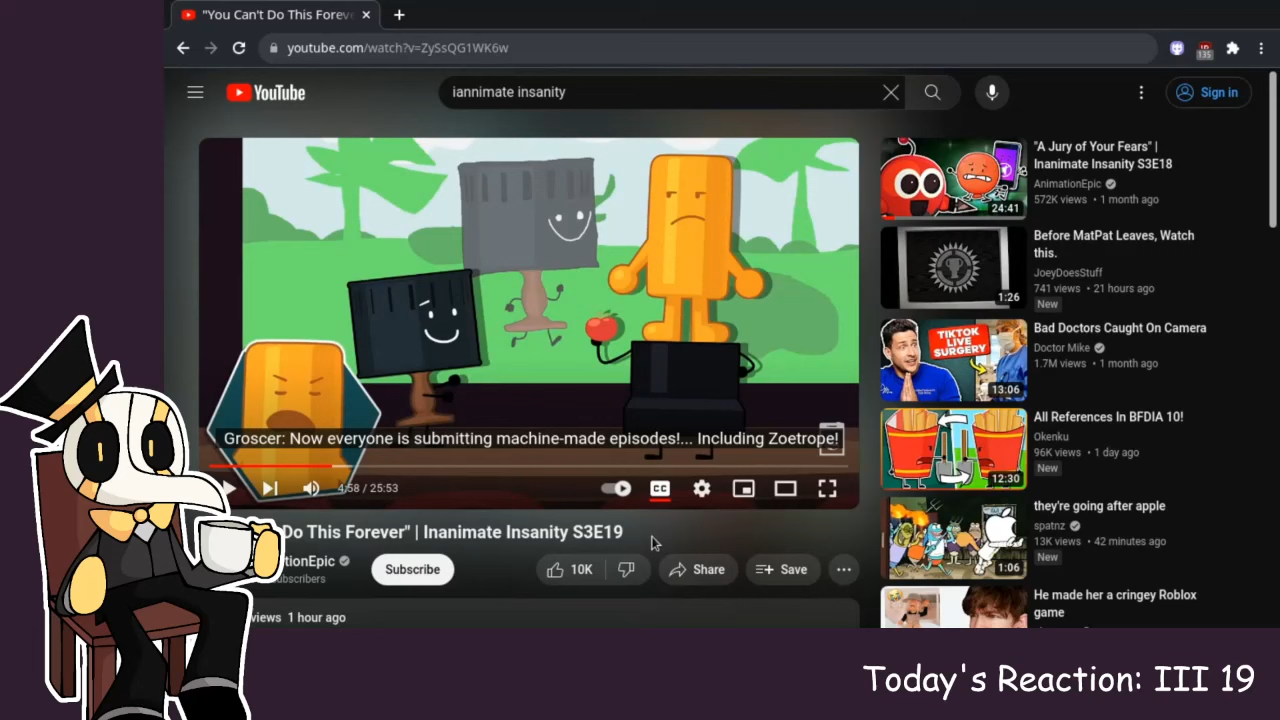 "You Can't Do This Foreve
youtube.com/watch?v=ZySsQG1WK6w
135
YouTube
iannimate insanity
Sign in
Groscer: Now everyone is submitting machine-made episodes!... Including Zoetrope!
4:58 / 25:53
CC
Do This Forever" | Inanimate Insanity S3E19
tionEpic
subscribers
Subscribe
10K
Share
Save
views 1 hour ago
"A Jury of Your Fears" |
Inanimate Insanity S3E18
AnimationEpic
572K views • 1 month ago
24:41
Before MatPat Leaves, Watch
this.
JoeyDoesStuff
741 views • 21 hours ago
New
1:26
TIKTOK
LIVE
SURGERY
13:06
Bad Doctors Caught On Camera
Doctor Mike
1.7M views • 1 month ago
12:30
All References In BFDIA 10!
Okenku
96K views • 1 day ago
New
1:06
they're going after apple
spatnz
13K views • 42 minutes ago
New
He made her a cringey Roblox
game
Today's Reaction: III 19